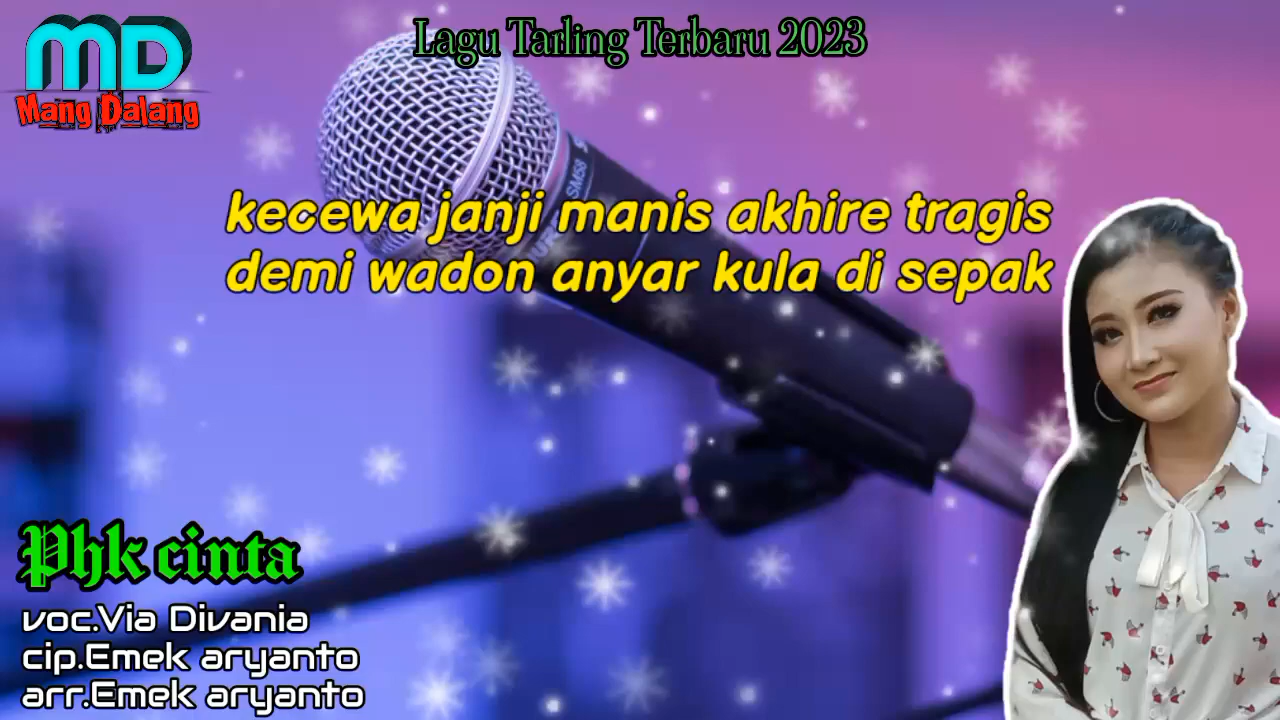 MD
Mang Dalang
Lagu Tarling Terbaru 2023
SM58
kecewa janji manis akhire tragis
demi wadon anyar kula di sepak
Phk cinta
voc.Via Divania
cip.Emek aryanto
arr.Emek aryanto